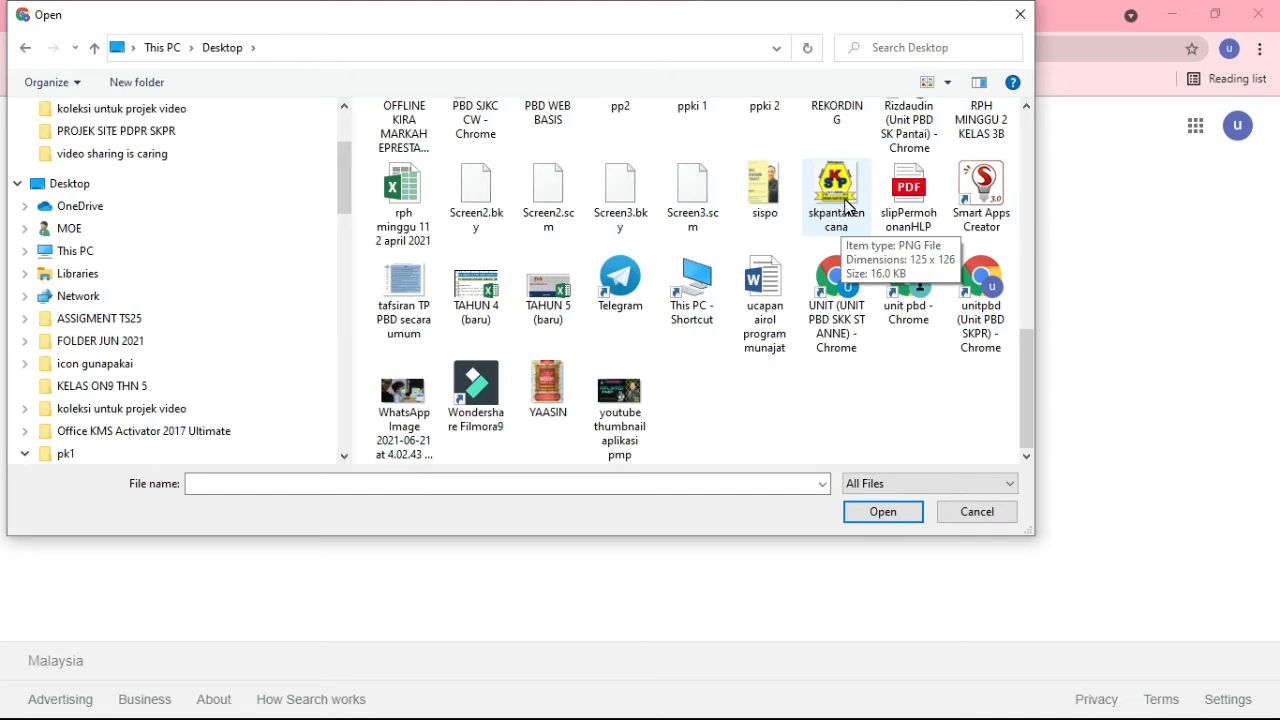 Open
This PC
Desktop
Search Desktop
Organize
New folder
Reading list
koleksi untuk projek video
PROJEK SITE PDPR SKPR
video sharing is caring
Desktop
OneDrive
MOE
This PC
Libraries
Network
ASSIGMENT TS25
FOLDER JUN 2021
icon gunapakai
KELAS ON9 THN 5
koleksi untuk projek video
Office KMS Activator 2017 Ultimate
pk1
OFFLINE
KIRA
MARKAH
EPRESTA...
PBD SJKC
CW -
Chrome
PBD WEB
BASIS
pp2
ppki 1
ppki 2
REKORDIN
G
Rizdaudin
(Unit PBD
SK Pantai) -
Chrome
RPH
MINGGU 2
KELAS 3B
rph
minggu 11
2 april 2021
Screen2.bk
y
Screen2.sc
m
Screen3.bk
y
Screen3.sc
m
sispo
cana
PDF
slipPermoh
onanHLP
3.0
Smart Apps
Creator
Item type: PNG File
Dimensions: 125 x 126
Size: 16.0 KB
tafsiran TP
PBD secara
umum
TAHUN 4
(baru)
TAHUN 5
(baru)
Telegram
This PC -
Shortcut
ucapan
airol
program
munajat
UNIT (UNIT
PBD SKK ST
ANNE) -
Chrome
unit pbd -
Chrome
unitpbd
(Unit PBD
SKPR) -
Chrome
WhatsApp
Image
2021-06-21
at 4.02.43 ...
Wondersha
re Filmora9
YAASIN
youtube
thumbnail
aplikasi
pmp
File name:
All Files
Open
Cancel
Malaysia
Advertising
Business
About
How Search works
Privacy
Terms
Settings